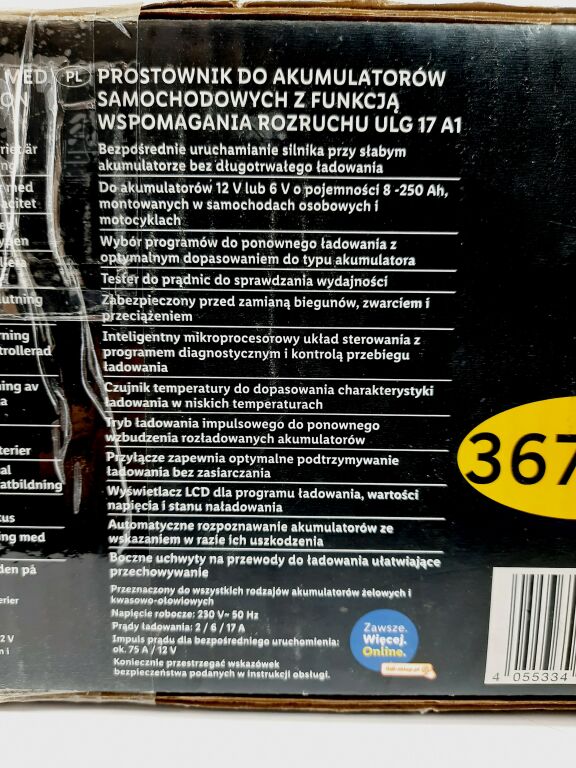 MED
ON
PL
PROSTOWNIK DO AKUMULATORÓW
SAMOCHODOWYCH Z FUNKCJĄ
WSPOMAGANIA ROZRUCHU ULG 17 A1
Bezpośrednie uruchamianie silnika przy słabym
akumulatorze bez długotrwałego ładowania
Do akumulatorów 12 V lub 6 V o pojemności 8 -250 Ah,
montowanych w samochodach osobowych i
motocyklach
Wybór programów do ponownego ładowania z
optymalnym dopasowaniem do typu akumulatora
Tester do prądnic do sprawdzania wydajności
Zabezpieczony przed zamianą biegunów, zwarciem i
przeciążeniem
Inteligentny mikroprocesorowy układ sterowania z
programem diagnostycznym i kontrolą przebiegu
ładowania
Czujnik temperatury do dopasowania charakterystyki
ładowania w niskich temperaturach
Tryb ładowania impulsowego do ponownego
wzbudzenia rozładowanych akumulatorów
Przyłącze zapewnia optymalne podtrzymywanie
ładowania bez zasiarczania
Wyświetlacz LCD dla programu ładowania, wartości
napięcia i stanu naładowania
Automatyczne rozpoznawanie akumulatorów ze
wskazaniem w razie ich uszkodzenia
Boczne uchwyty na przewody do ładowania ułatwiające
przechowywanie
Przeznaczony do wszystkich rodzajów akumulatorów żelowych i
kwasowo-ołowiowych
Napięcie robocze: 230 V~ 50 Hz
Prądy ładowania: 2 / 6 / 17 A
Impuls prądu dla bezpośredniego uruchomienia:
ok. 75 A / 12 V
Koniecznie przestrzegać wskazówek
bezpieczeństwa podanych w instrukcji obsługi.
Zawsze.
Więcej.
Online.
lidl-sklep.pl
367
4 055334